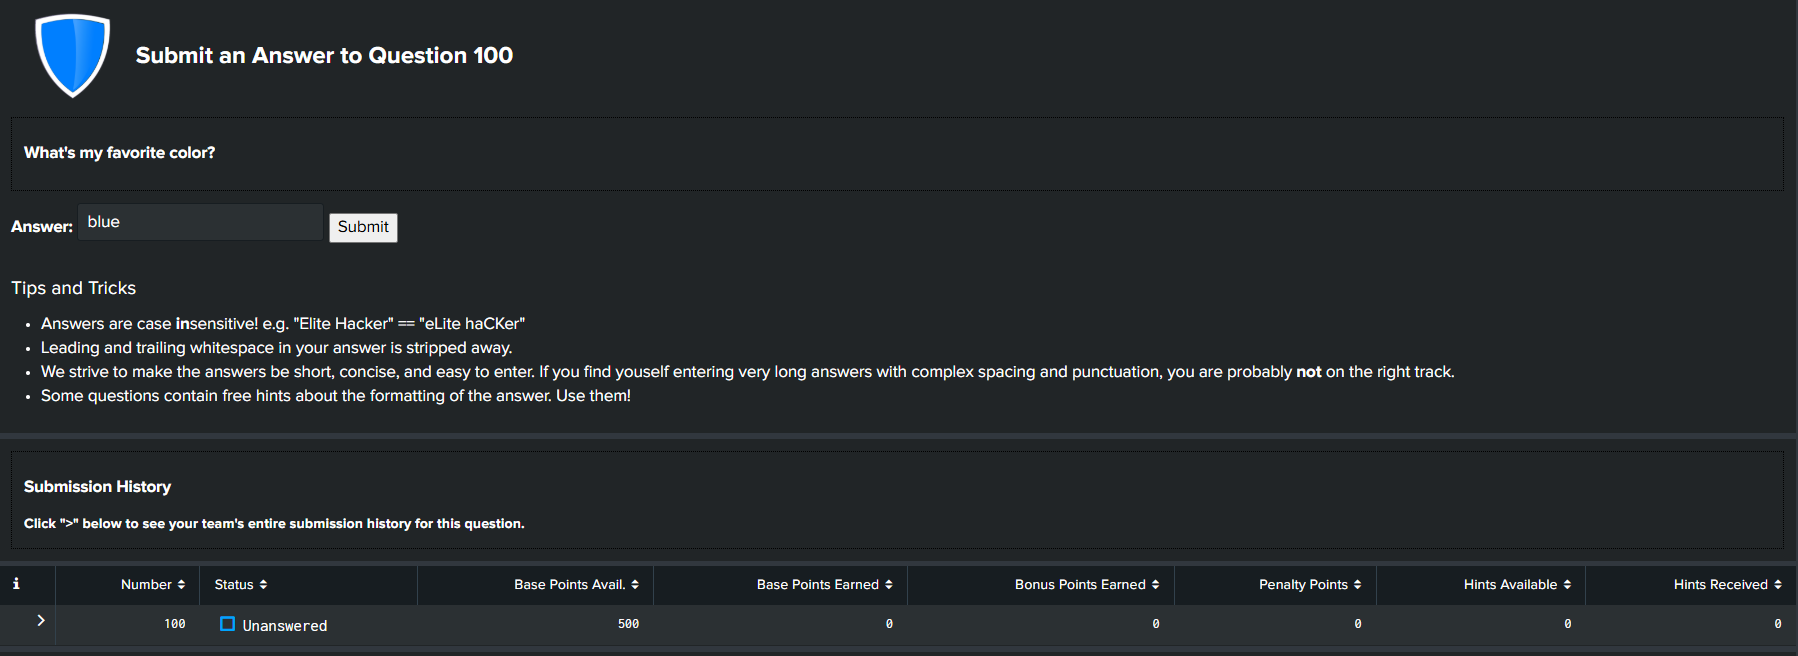 Submit an Answer to Question 100
What's my favorite color?
Answer: blue Submit
Tips and Tricks
• Answers are case insensitive! e.g. "Elite Hacker" == "eLite haCKer"
• Leading and trailing whitespace in your answer is stripped away.
• We strive to make the answers be short, concise, and easy to enter. If you find youself entering very long answers with complex spacing and punctuation, you are probably not on the right track.
• Some questions contain free hints about the formatting of the answer. Use them!
Submission History
Click ">" below to see your team's entire submission history for this question.
i Number Status Base Points Avail. Base Points Earned Bonus Points Earned Penalty Points Hints Available Hints Received
> 100 Unanswered 500 0 0 0 0 0